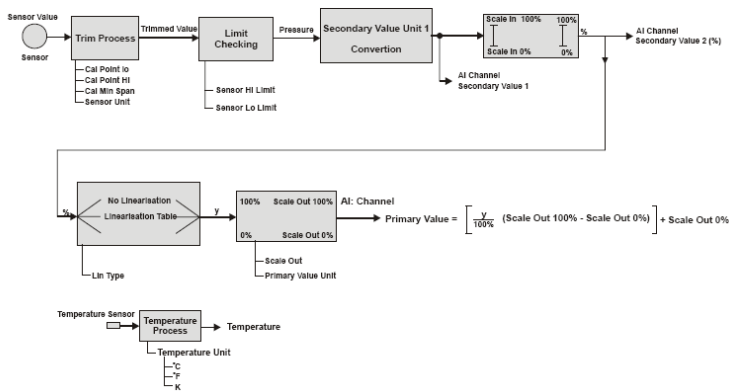 Sensor Value
Sensor
Trim Process
Cal Point lo
Cal Point Hi
Cal Min Span
Sensor Unit
Trimmed Value
Limit
Checking
Sensor Hi Limit
Sensor Lo Limit
Pressure
Secondary Value Unit 1
Convertion
AI Channel
Secondary Value 1
Scale In 100% 100%
Scale In 0% 0%
%
AI Channel
Secondary Value 2 (%)
%
No Linearisation
Linearisation Table
Lin Type
y
100% Scale Out 100%
0% Scale Out 0%
Scale Out
Primary Value Unit
AI: Channel
Primary Value = [ y/100% (Scale Out 100% - Scale Out 0%) ] + Scale Out 0%
Temperature Sensor
Temperature
Process
Temperature
Temperature Unit
°C
°F
K